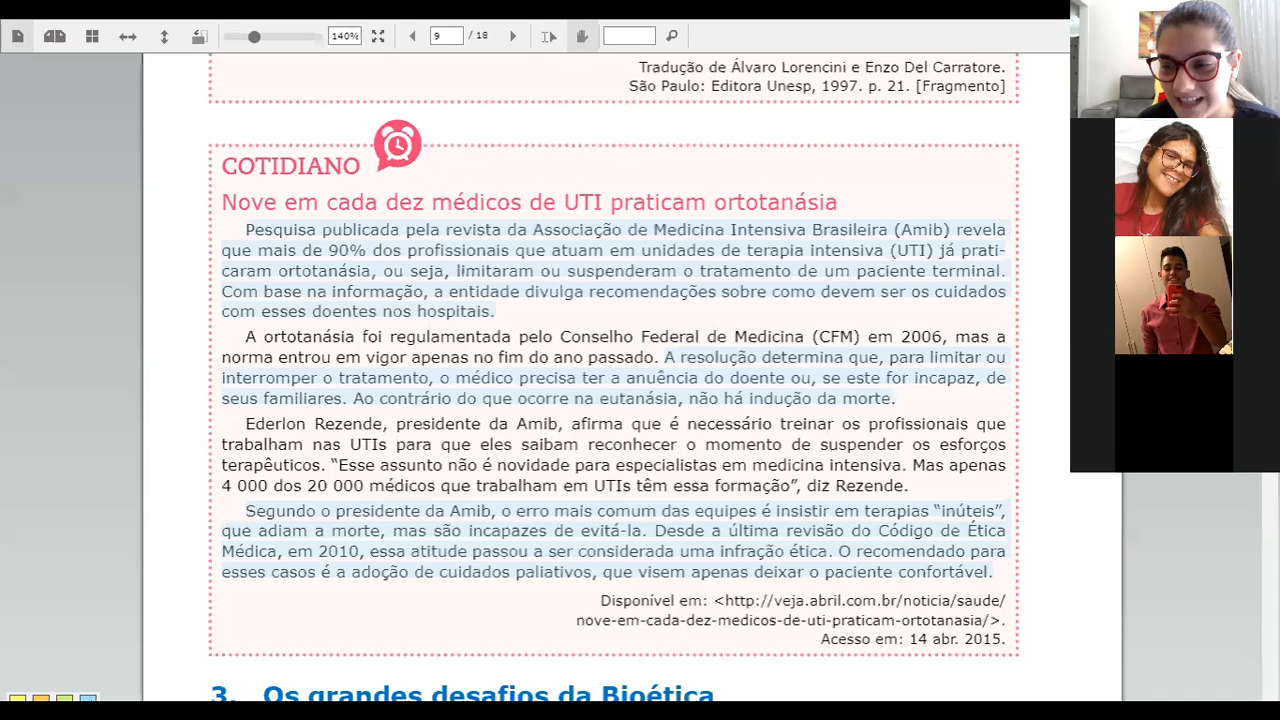 140%
9 / 18
Tradução de Álvaro Lorencini e Enzo Del Carratore.
São Paulo: Editora Unesp, 1997. p. 21. [Fragmento]
COTIDIANO
Nove em cada dez médicos de UTI praticam ortotanásia
Pesquisa publicada pela revista da Associação de Medicina Intensiva Brasileira (Amib) revela
que mais de 90% dos profissionais que atuam em unidades de terapia intensiva (UTI) já prati-
caram ortotanásia, ou seja, limitaram ou suspenderam o tratamento de um paciente terminal.
Com base na informação, a entidade divulga recomendações sobre como devem ser os cuidados
com esses doentes nos hospitais.
A ortotanásia foi regulamentada pelo Conselho Federal de Medicina (CFM) em 2006, mas a
norma entrou em vigor apenas no fim do ano passado. A resolução determina que, para limitar ou
interromper o tratamento, o médico precisa ter a anuência do doente ou, se este for incapaz, de
seus familiares. Ao contrário do que ocorre na eutanásia, não há indução da morte.
Ederlon Rezende, presidente da Amib, afirma que é necessário treinar os profissionais que
trabalham nas UTIs para que eles saibam reconhecer o momento de suspender os esforços
terapêuticos. “Esse assunto não é novidade para especialistas em medicina intensiva. Mas apenas
4 000 dos 20 000 médicos que trabalham em UTIs têm essa formação”, diz Rezende.
Segundo o presidente da Amib, o erro mais comum das equipes é insistir em terapias “inúteis”,
que adiam a morte, mas são incapazes de evitá-la. Desde a última revisão do Código de Ética
Médica, em 2010, essa atitude passou a ser considerada uma infração ética. O recomendado para
esses casos é a adoção de cuidados paliativos, que visem apenas deixar o paciente confortável.
Disponível em: <http://veja.abril.com.br/noticia/saude/
nove-em-cada-dez-medicos-de-uti-praticam-ortotanasia/>.
Acesso em: 14 abr. 2015.
3. Os grandes desafios da Bioética